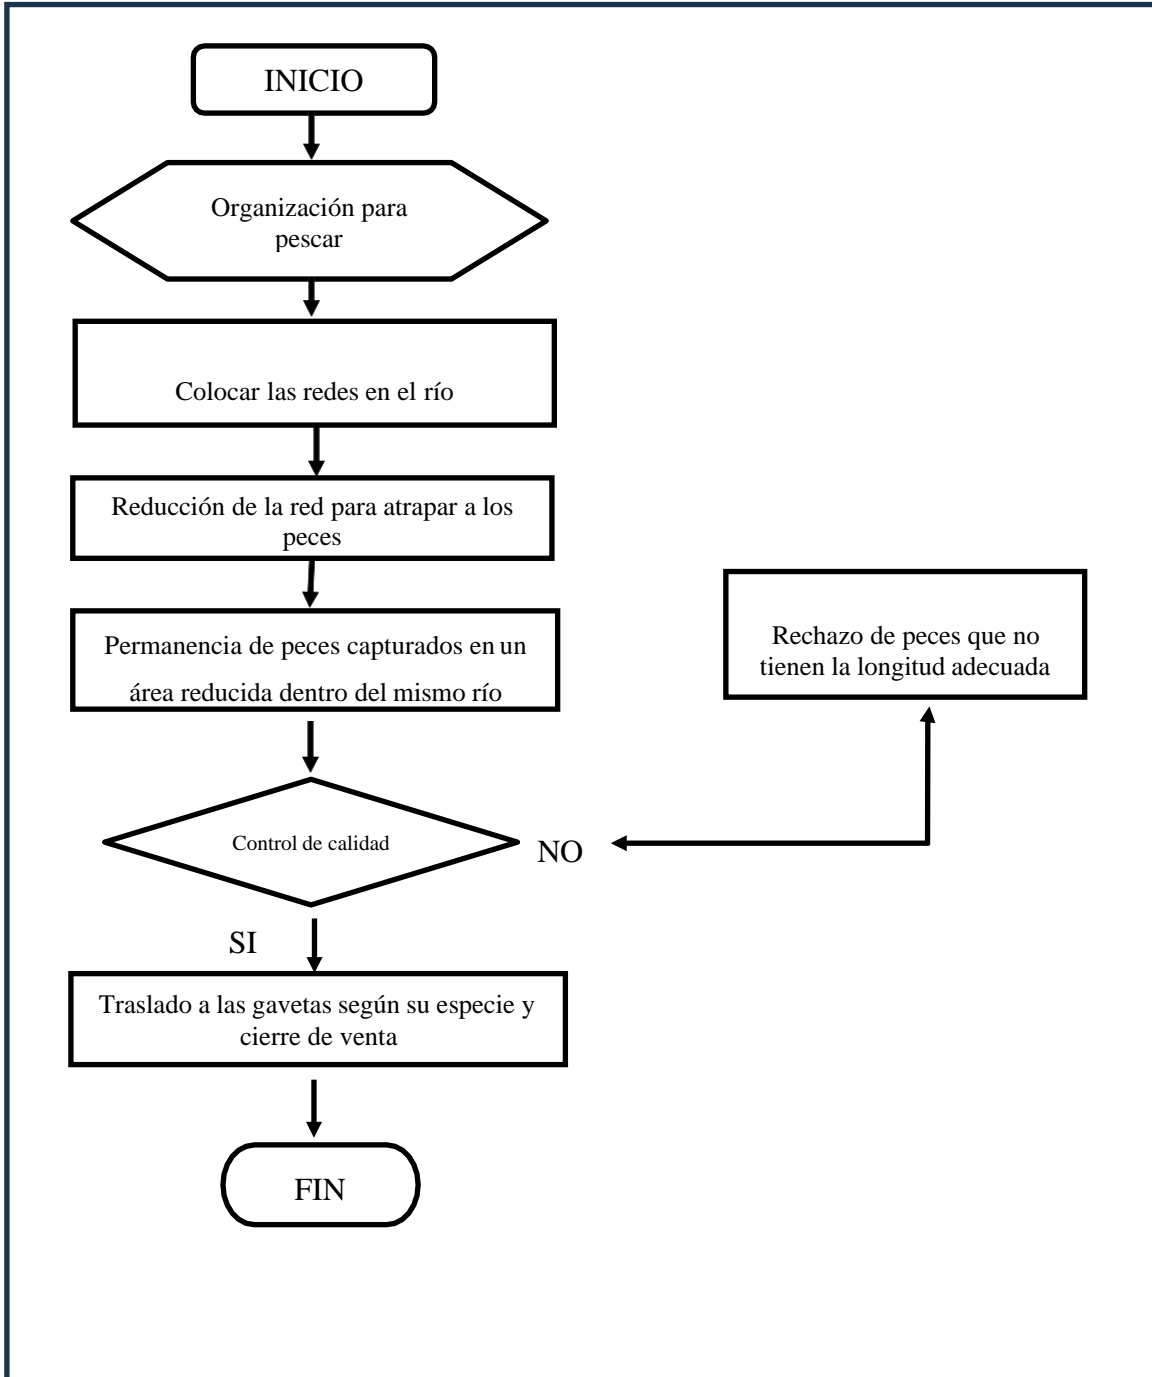 INICIO
Organización para
pescar
Colocar las redes en el río
Reducción de la red para atrapar a los
peces
Permanencia de peces capturados en un
área reducida dentro del mismo río
Rechazo de peces que no
tienen la longitud adecuada
Control de calidad
NO
SI
Traslado a las gavetas según su especie y
cierre de venta
FIN